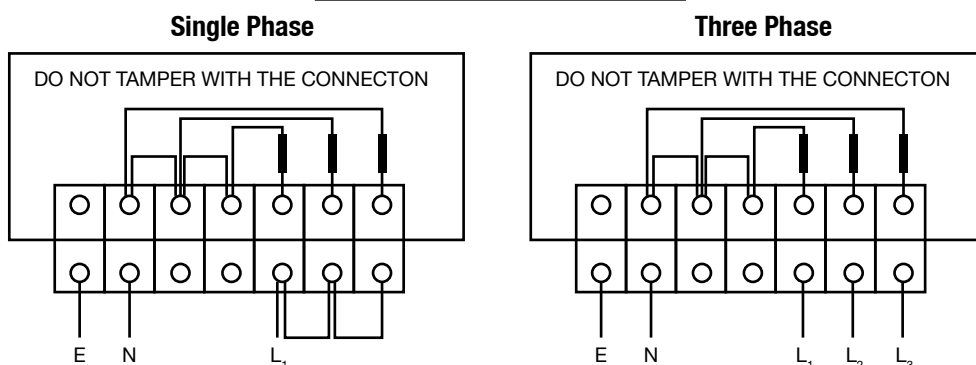 Single Phase
DO NOT TAMPER WITH THE CONNECTON
E N L₁
Three Phase
DO NOT TAMPER WITH THE CONNECTON
E N L₁ L₂ L₃